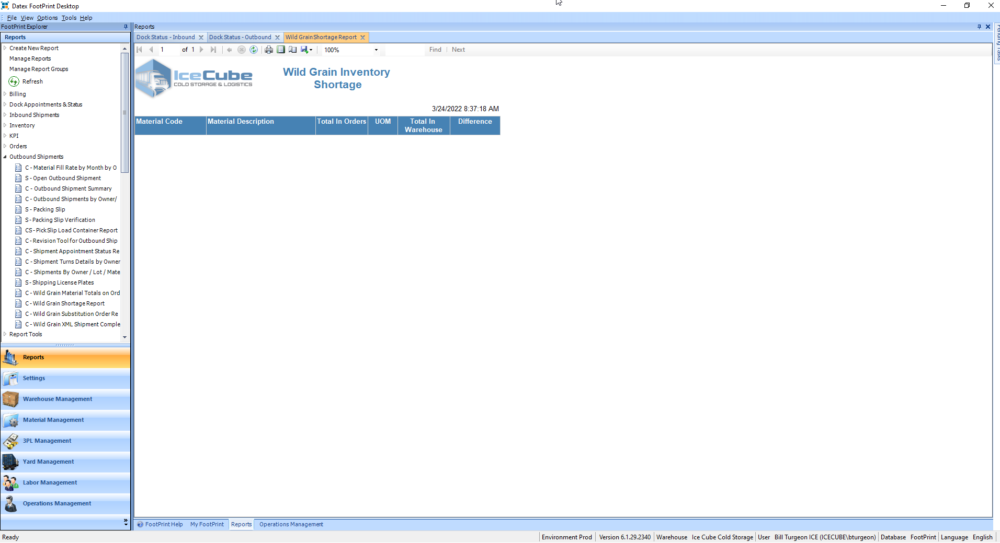 Datex FootPrint Desktop
File View Options Tools Help
FootPrint Explorer
Reports
Create New Report
Manage Reports
Manage Report Groups
Refresh
Billing
Dock Appointments & Status
Inbound Shipments
Inventory
KPI
Orders
Outbound Shipments
C - Material Fill Rate by Month by O
S - Open Outbound Shipment
C - Outbound Shipment Summary
C - Outbound Shipments by Owner/
S - Packing Slip
S - Packing Slip Verification
CS - Pick Slip Load Container Report
C - Revision Tool for Outbound Ship
C - Shipment Appointment Status Re
C - Shipment Turns Details by Owner
C - Shipments By Owner / Lot / Mate
S - Shipping License Plates
C - Wild Grain Material Totals on Ord
C - Wild Grain Shortage Report
C - Wild Grain Substitution Order Re
C - Wild Grain XML Shipment Comple
Report Tools
Reports
Settings
Warehouse Management
Material Management
3PL Management
Yard Management
Labor Management
Operations Management
Reports
Dock Status - Inbound Dock Status - Outbound Wild Grain Shortage Report
1 of 1 100% Find Next
IceCube
COLD STORAGE & LOGISTICS
Wild Grain Inventory
Shortage
3/24/2022 8:37:18 AM
Material Code Material Description Total In Orders UOM Total In Warehouse Difference
FootPrint Help My FootPrint Reports Operations Management
Ready Environment Prod Version 6.1.29.2340 Warehouse Ice Cube Cold Storage User Bill Turgeon ICE (ICECUBE\bturgeon) Database FootPrint Language English